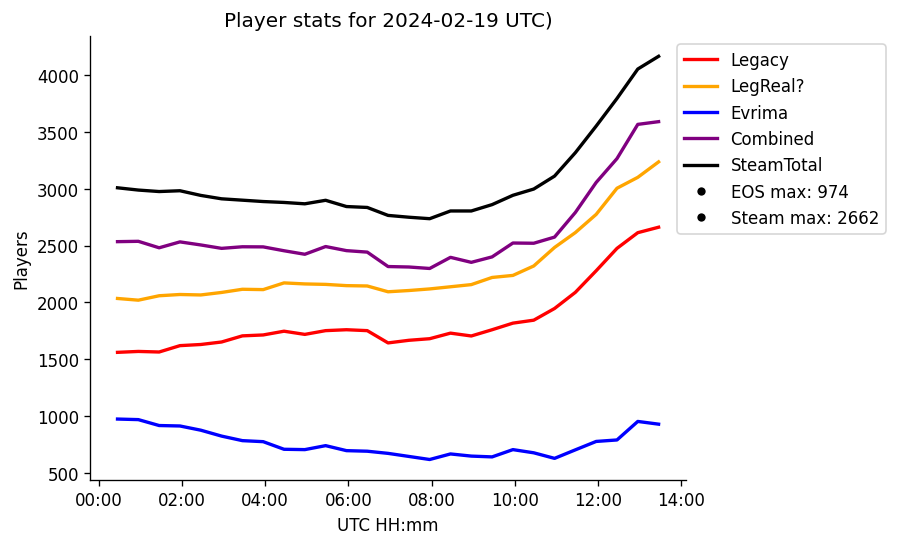 Player stats for 2024-02-19 UTC)
Legacy
LegReal?
Evrima
Combined
SteamTotal
EOS max: 974
Steam max: 2662
4000
3500
3000
2500
2000
1500
1000
500
Players
00:00 02:00 04:00 06:00 08:00 10:00 12:00 14:00
UTC HH:mm